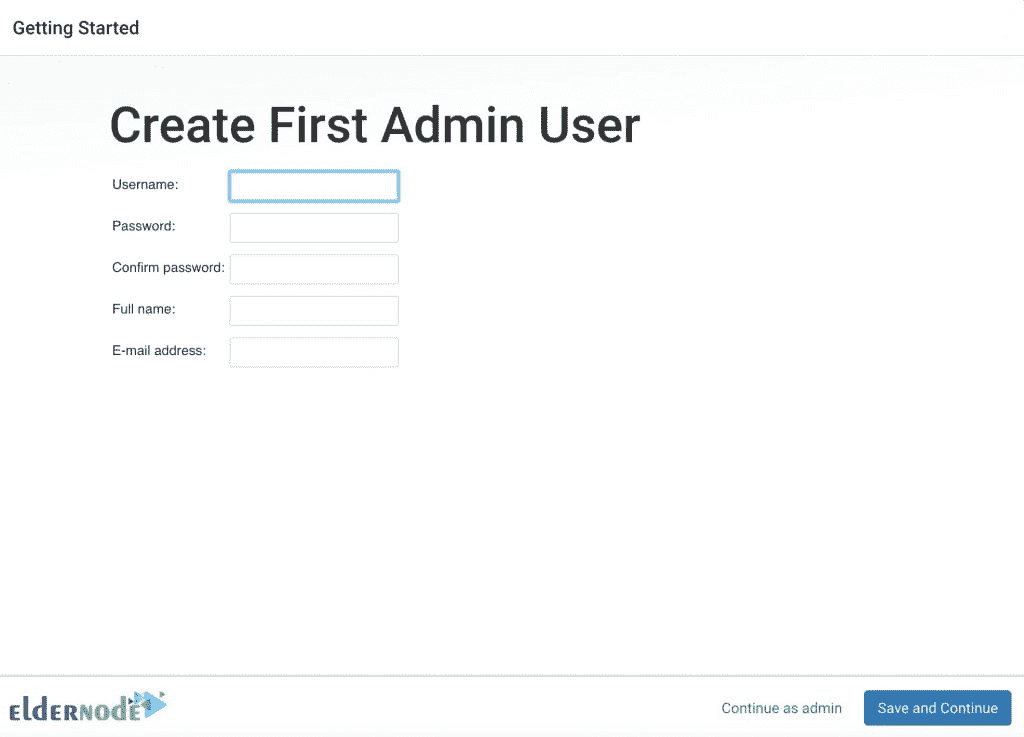 Getting Started
Create First Admin User
Username:
Password:
Confirm password:
Full name:
E-mail address:
eldernode
Continue as admin
Save and Continue